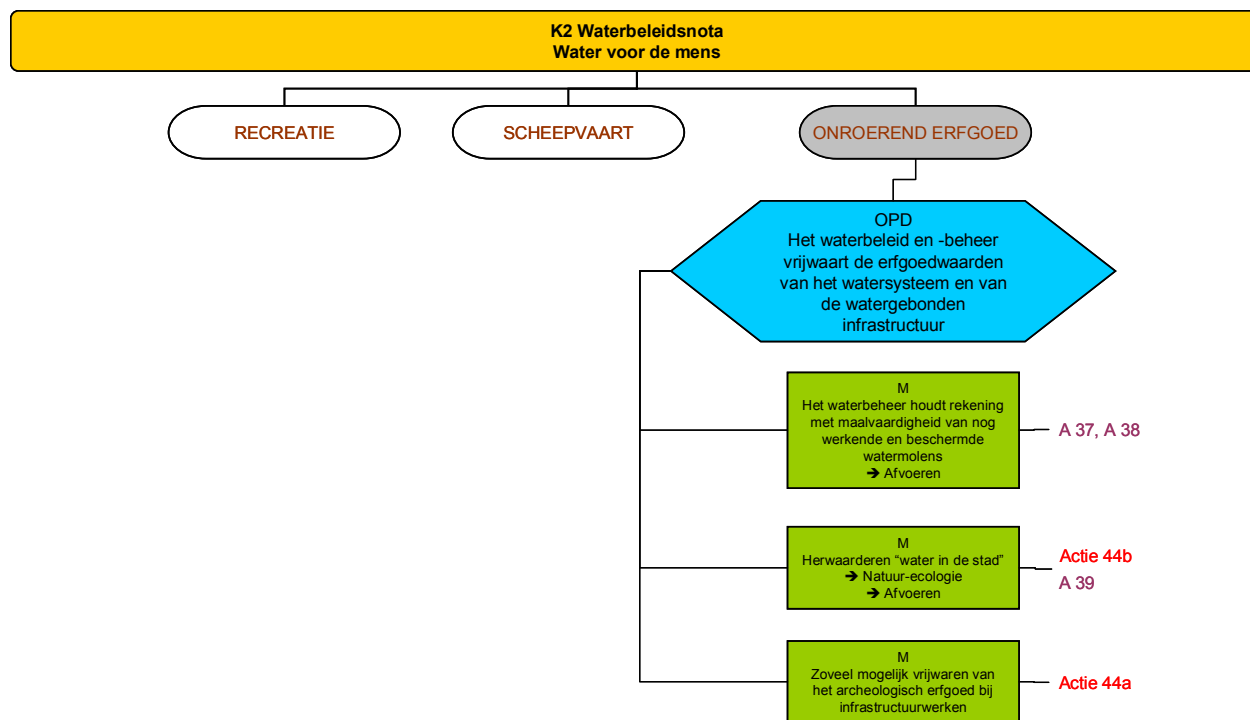 K2 Waterbeleidsnota
Water voor de mens
RECREATIE
SCHEEPVAART
ONROEREND ERFGOED
OPD
Het waterbeleid en -beheer
vrijwaart de erfgoedwaarden
van het watersysteem en van
de watergebonden
infrastructuur
M
Het waterbeheer houdt rekening
met maalvaardigheid van nog
werkende en beschermde
watermolens
➔ Afvoeren
A 37, A 38
M
Herwaarderen “water in de stad”
➔ Natuur-ecologie
➔ Afvoeren
Actie 44b
A 39
M
Zoveel mogelijk vrijwaren van
het archeologisch erfgoed bij
infrastructuurwerken
Actie 44a